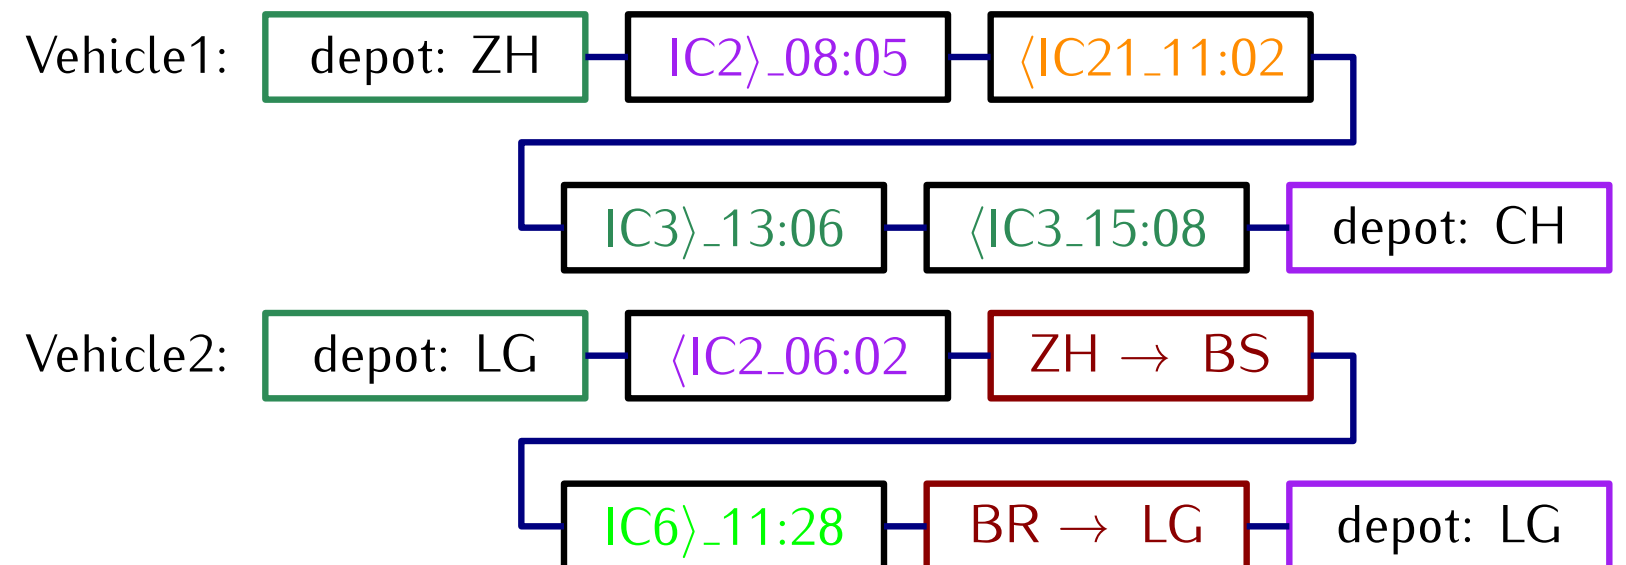 Vehicle1: depot: ZH IC2⟩_08:05 ⟨IC21_11:02
IC3⟩_13:06 ⟨IC3_15:08 depot: CH
Vehicle2: depot: LG ⟨IC2_06:02 ZH → BS
IC6⟩_11:28 BR → LG depot: LG